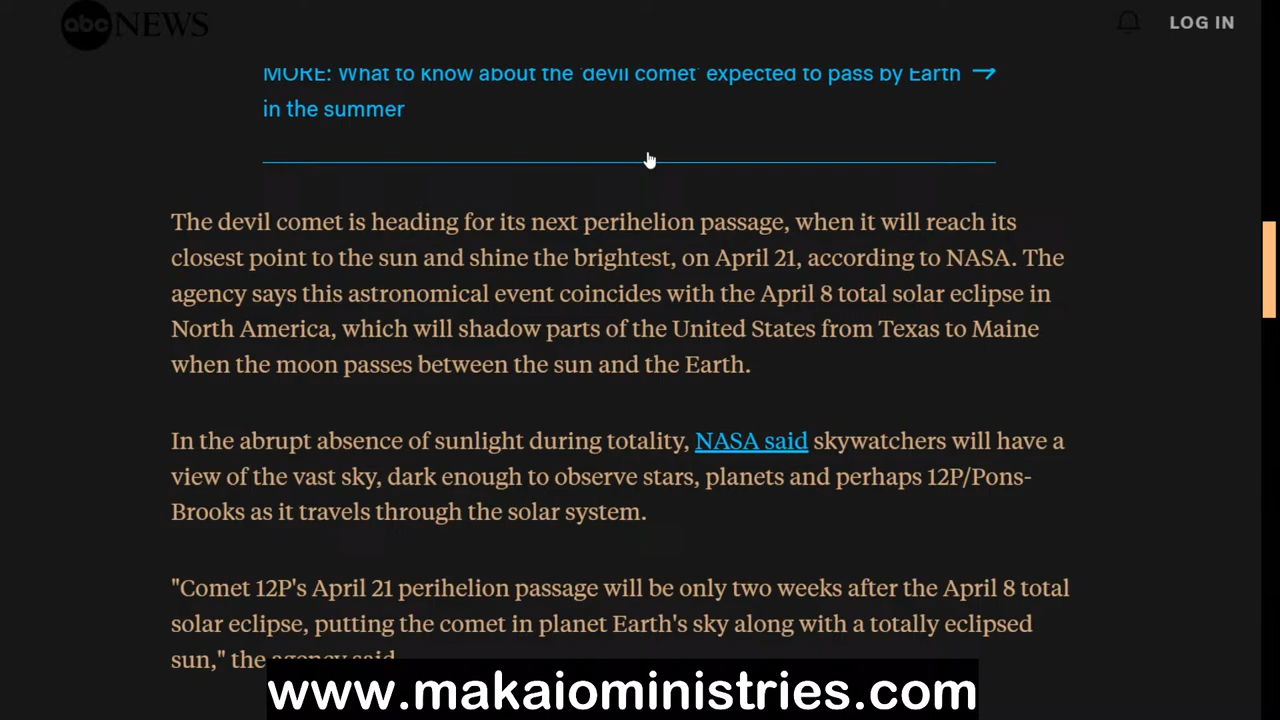 abc NEWS
LOG IN
MORE: What to know about the 'devil comet' expected to pass by Earth
in the summer
The devil comet is heading for its next perihelion passage, when it will reach its
closest point to the sun and shine the brightest, on April 21, according to NASA. The
agency says this astronomical event coincides with the April 8 total solar eclipse in
North America, which will shadow parts of the United States from Texas to Maine
when the moon passes between the sun and the Earth.
In the abrupt absence of sunlight during totality, NASA said skywatchers will have a
view of the vast sky, dark enough to observe stars, planets and perhaps 12P/Pons-
Brooks as it travels through the solar system.
"Comet 12P's April 21 perihelion passage will be only two weeks after the April 8 total
solar eclipse, putting the comet in planet Earth's sky along with a totally eclipsed
sun," the agency said
www.makaiominis­tries.com